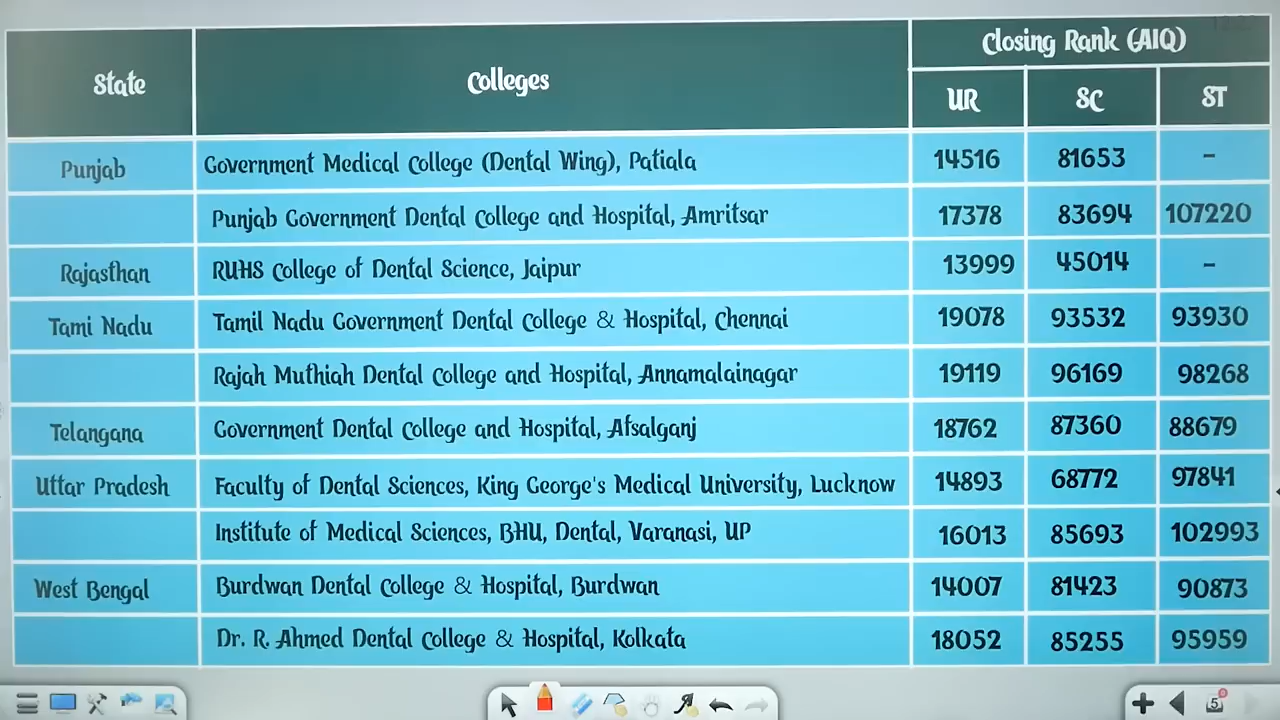 Closing Rank (AIQ)
State Colleges UR SC ST
Punjab Government Medical College (Dental Wing), Patiala 14516 81653 -
Punjab Government Dental College and Hospital, Amritsar 17378 83694 107220
Rajasthan RUHS College of Dental Science, Jaipur 13999 45014 -
Tami Nadu Tamil Nadu Government Dental College & Hospital, Chennai 19078 93532 93930
Rajah Muthiah Dental College and Hospital, Annamalainagar 19119 96169 98268
Telangana Government Dental College and Hospital, Afsalganj 18762 87360 88679
Uttar Pradesh Faculty of Dental Sciences, King George's Medical University, Lucknow 14893 68772 97841
Institute of Medical Sciences, BHU, Dental, Varanasi, UP 16013 85693 102993
West Bengal Burdwan Dental College & Hospital, Burdwan 14007 81423 90873
Dr. R. Ahmed Dental College & Hospital, Kolkata 18052 85255 95959
5